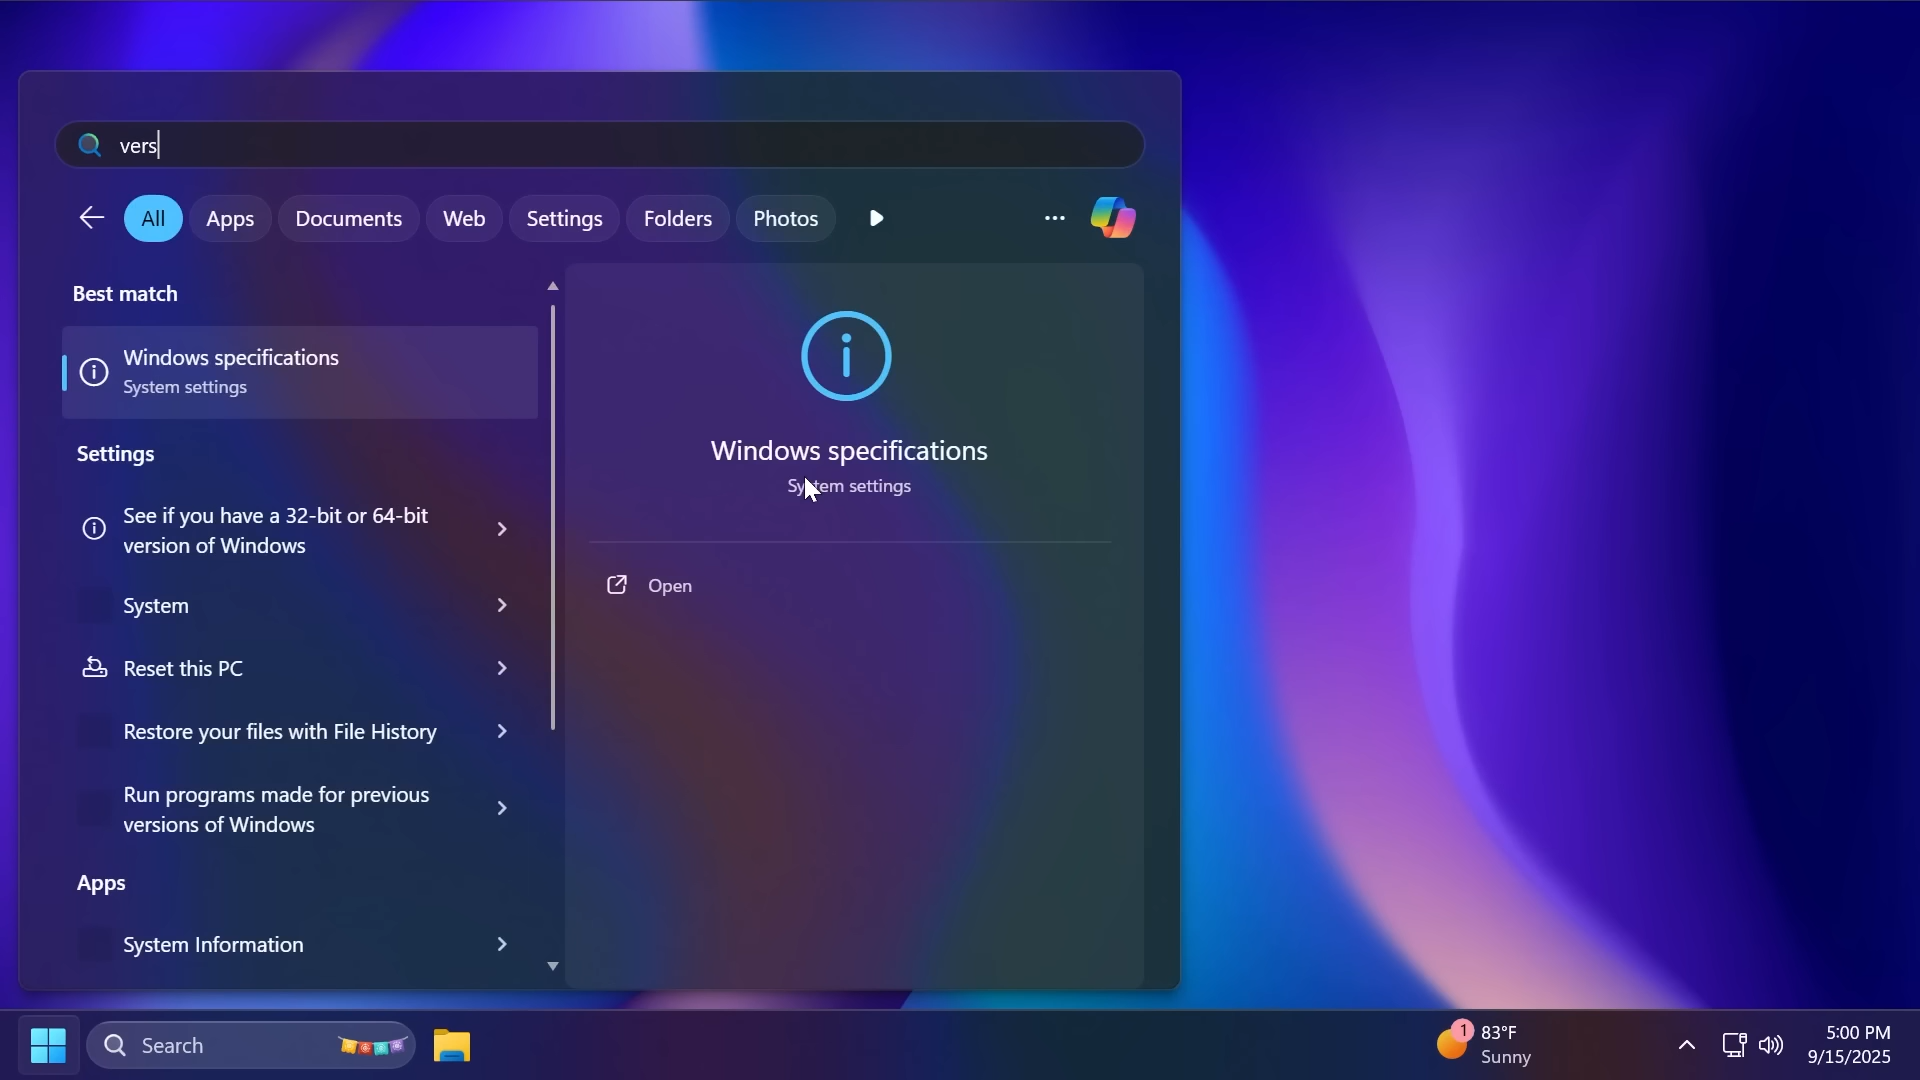 vers
All Apps Documents Web Settings Folders Photos
Best match
Windows specifications
System settings
Settings
See if you have a 32-bit or 64-bit
version of Windows
System
Reset this PC
Restore your files with File History
Run programs made for previous
versions of Windows
Apps
System Information
Windows specifications
System settings
Open
Search
1
83°F
Sunny
5:00 PM
9/15/2025